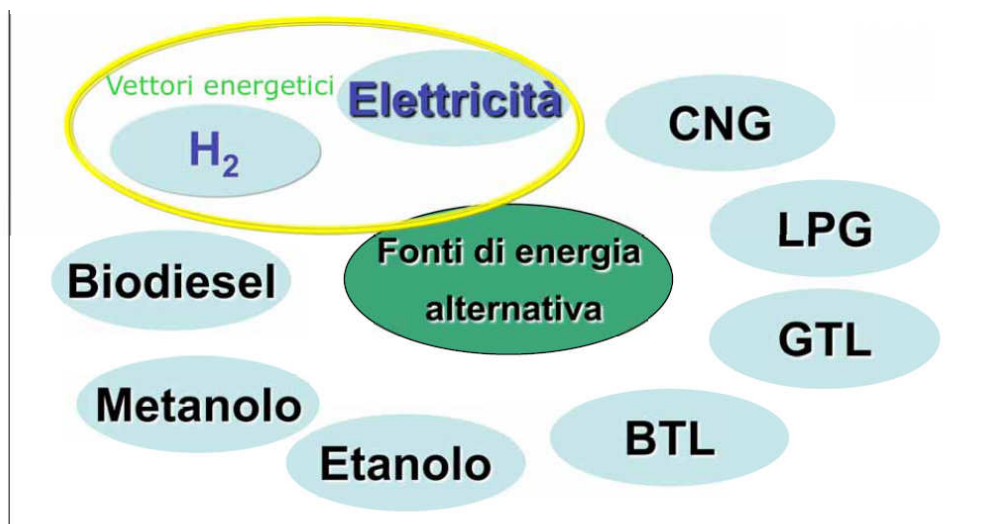 Vettori energetici
Elettricità
H₂
CNG
LPG
Fonti di energia
alternativa
Biodiesel
GTL
Metanolo
BTL
Etanolo